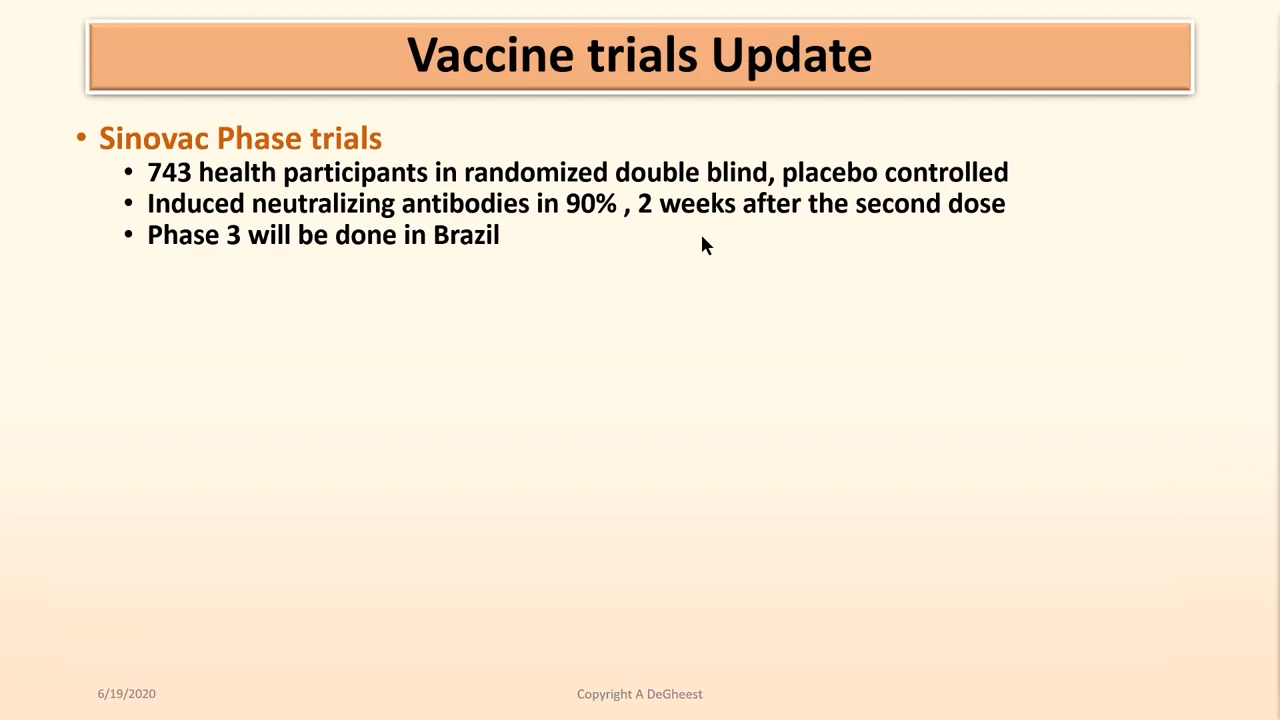 Vaccine trials Update
• Sinovac Phase trials
• 743 health participants in randomized double blind, placebo controlled
• Induced neutralizing antibodies in 90% , 2 weeks after the second dose
• Phase 3 will be done in Brazil
6/19/2020
Copyright A DeGheest